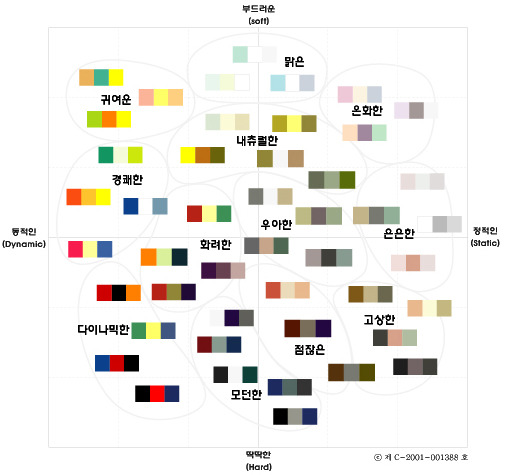 부드러운
(soft)
맑은
귀여운
온화한
내츄럴한
경쾌한
동적인
(Dynamic)
우아한
화려한
은은한
정적인
(Static)
다이나믹한
고상한
점잖은
모던한
딱딱한
(Hard)
ⓒ 제 C-2001-001388 호